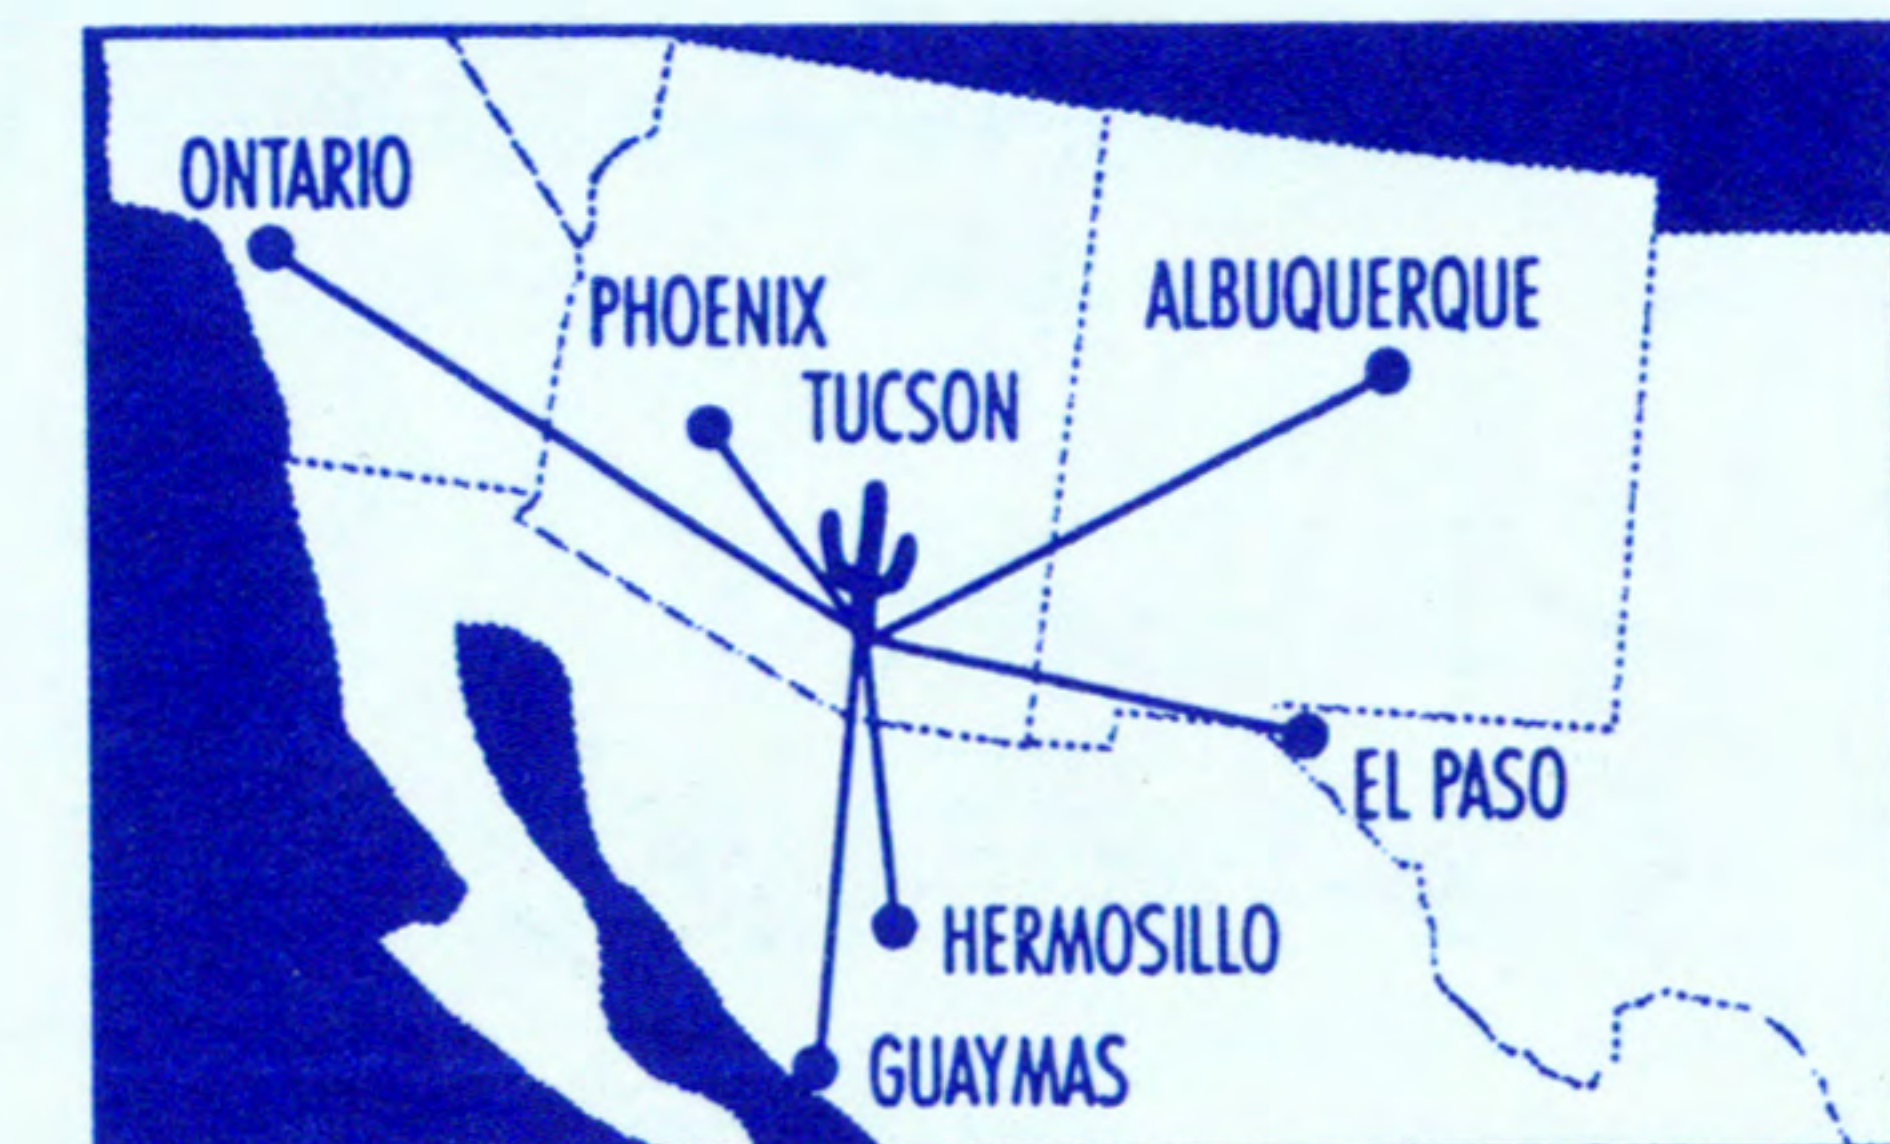 ONTARIO
PHOENIX
ALBUQUERQUE
TUCSON
EL PASO
HERMOSILLO
GUAYMAS